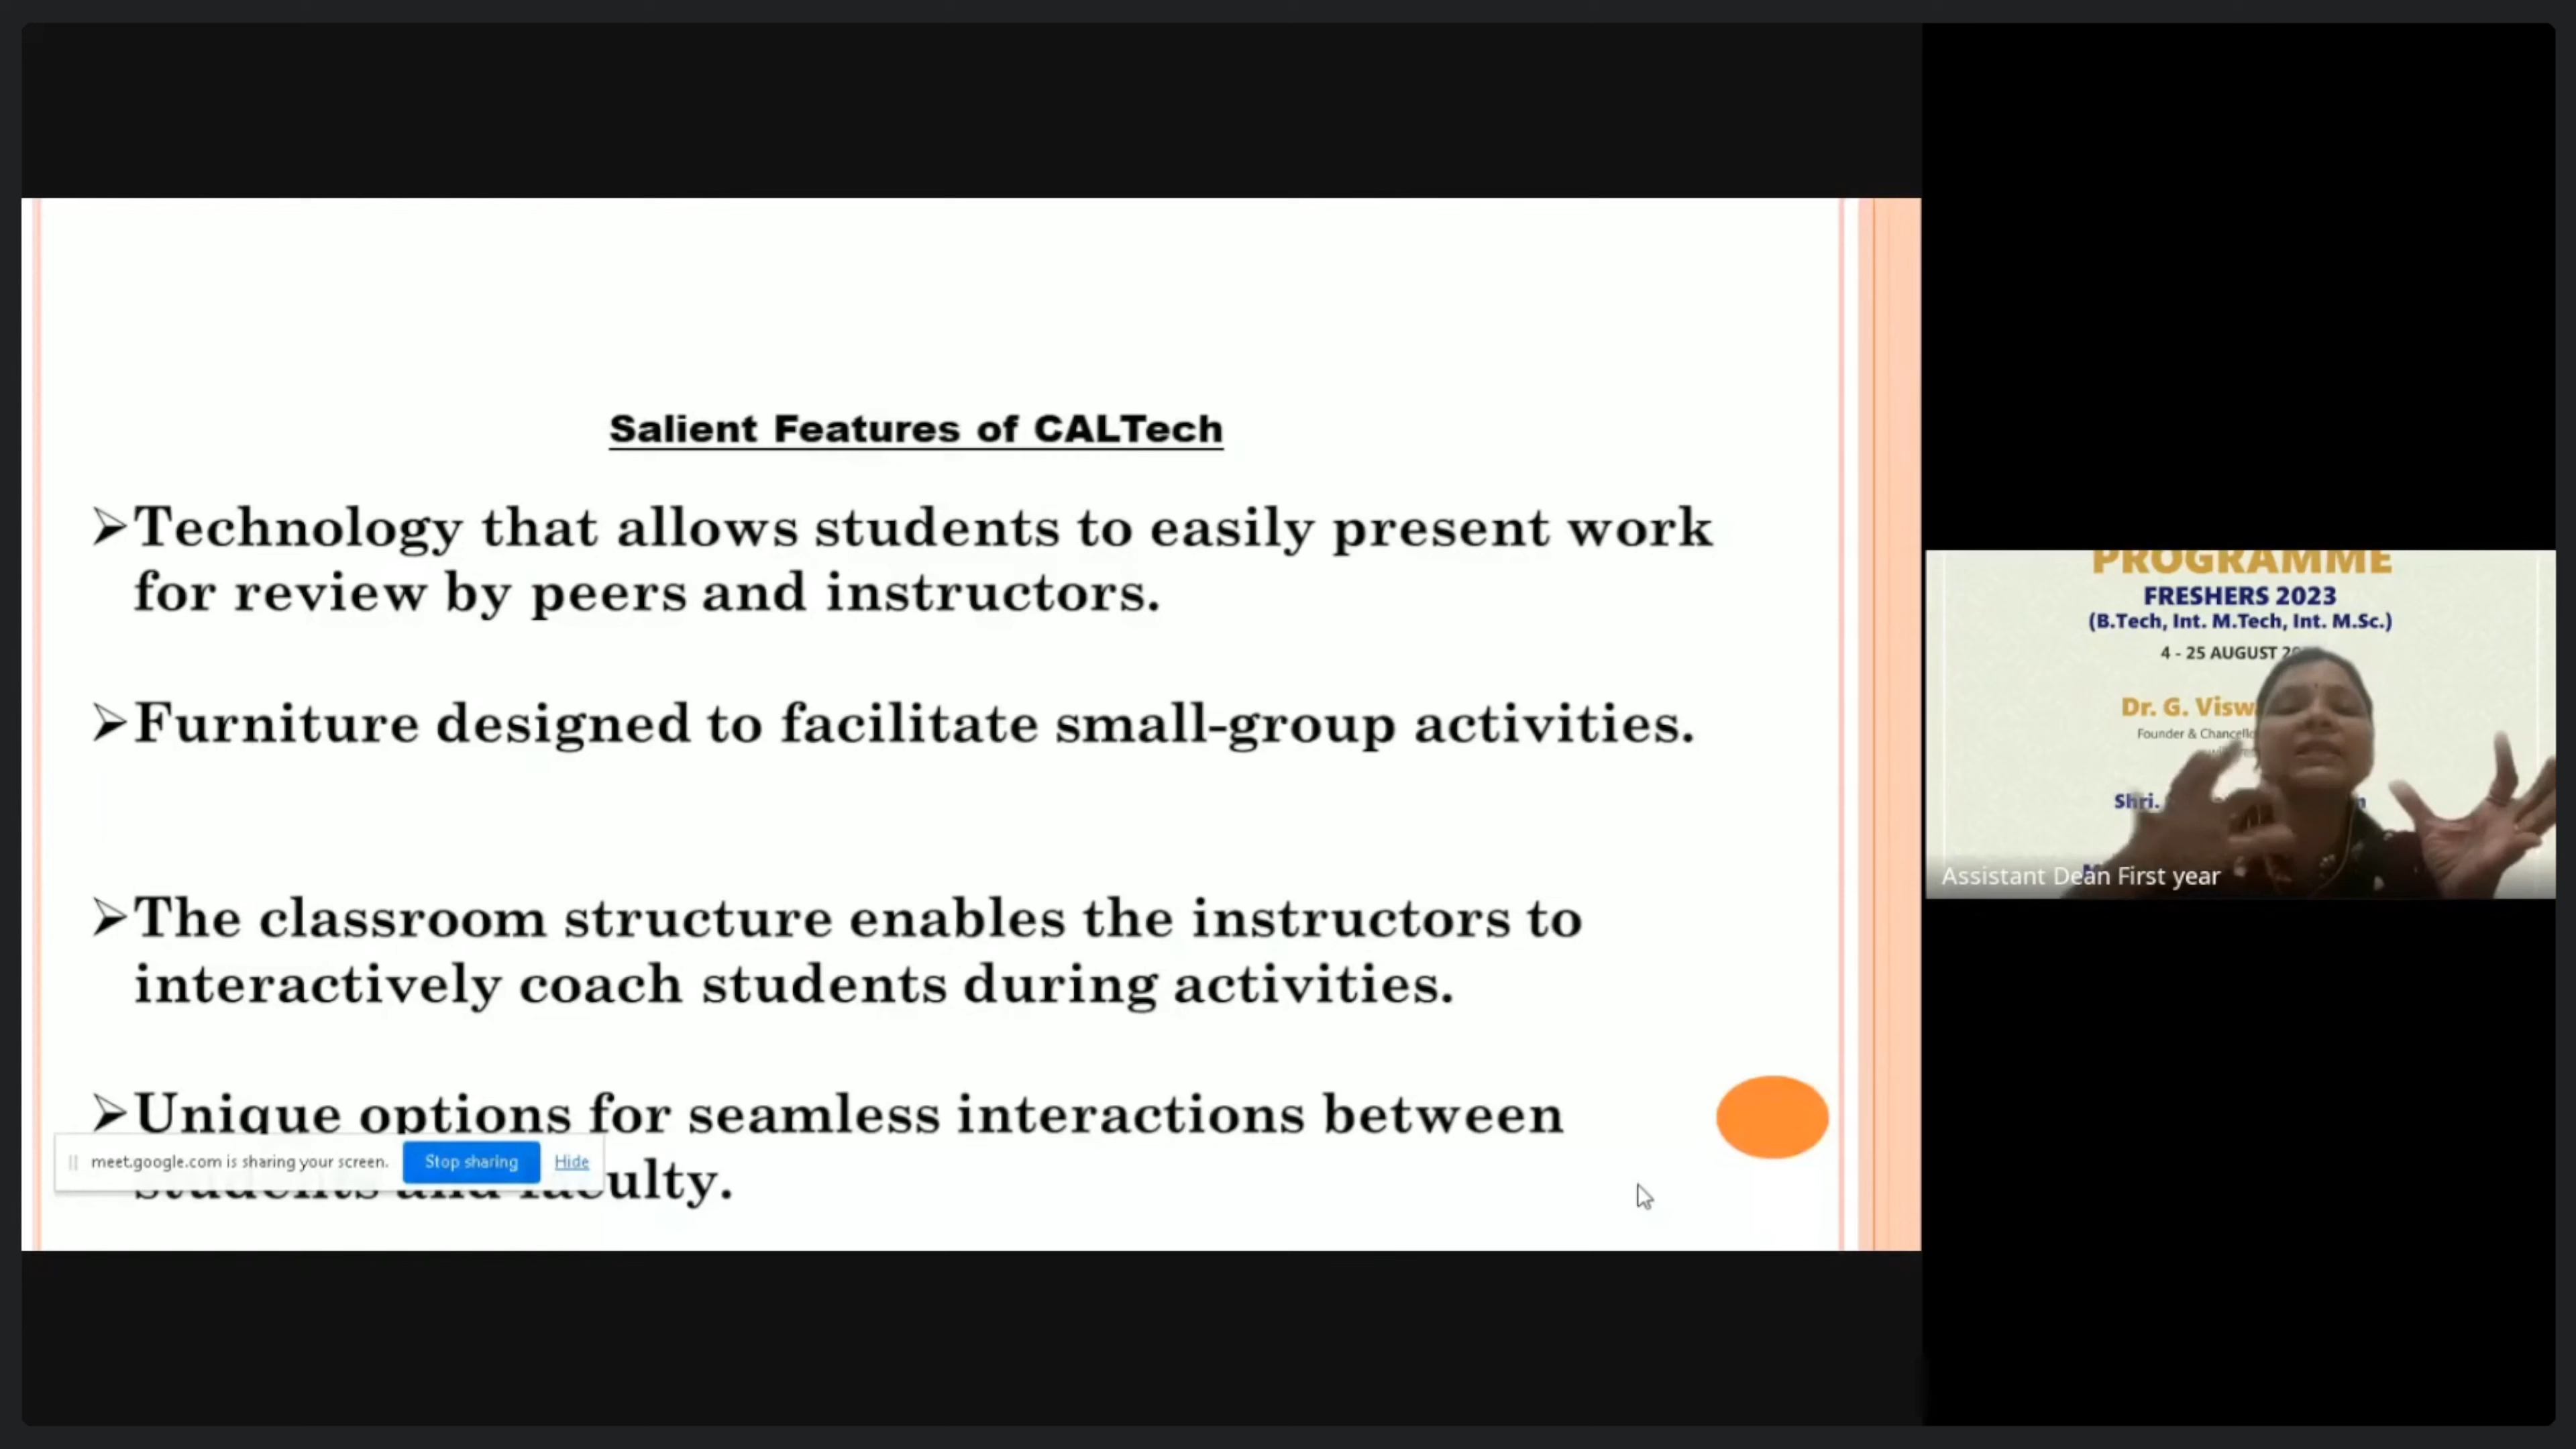 Salient Features of CALTech
➢Technology that allows students to easily present work
for review by peers and instructors.
➢Furniture designed to facilitate small-group activities.
➢The classroom structure enables the instructors to
interactively coach students during activities.
➢Unique options for seamless interactions between
students and faculty.
meet.google.com is sharing your screen. Stop sharing Hide
PROGRAMME
FRESHERS 2023
(B.Tech, Int. M.Tech, Int. M.Sc.)
4 - 25 AUGUST
Dr. G.
Founder &
Shri.
Assistant Dean First year